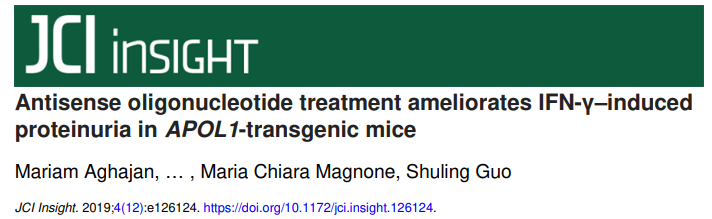 JCI insight
Antisense oligonucleotide treatment ameliorates IFN-γ–induced
proteinuria in APOL1-transgenic mice
Mariam Aghajan, … , Maria Chiara Magnone, Shuling Guo
JCI Insight. 2019;4(12):e126124. https://doi.org/10.1172/jci.insight.126124.